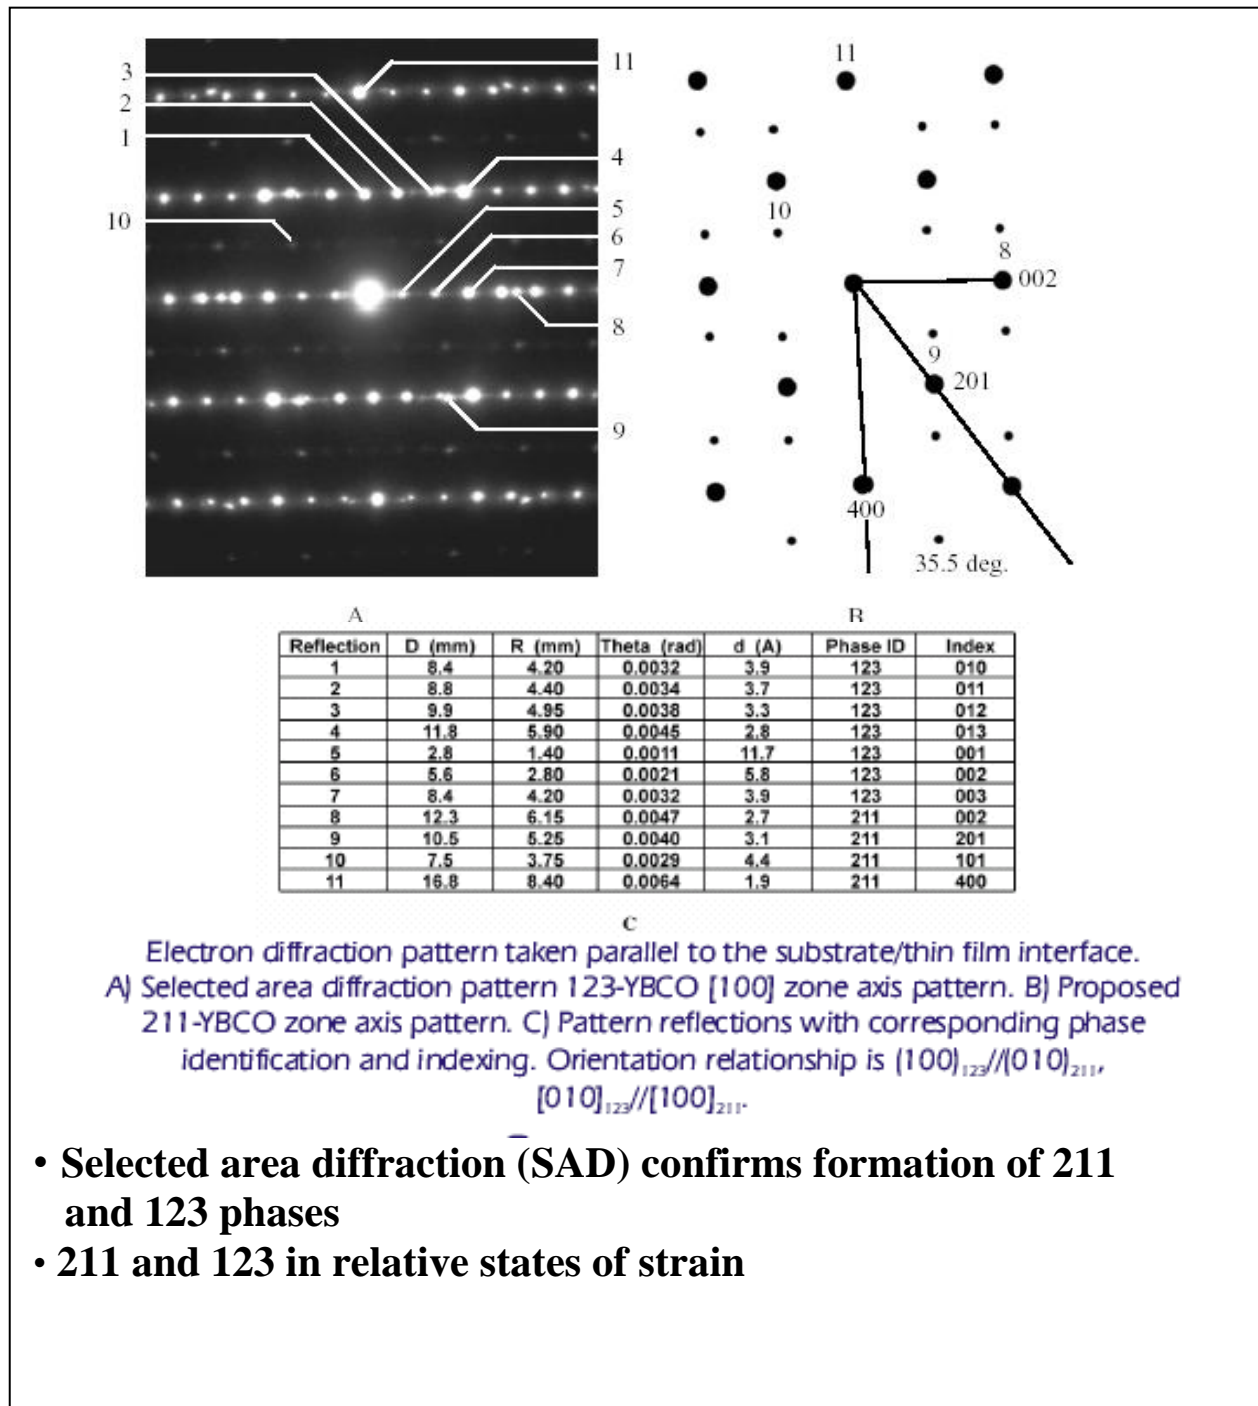 3
2
1
10
11
4
5
6
7
8
9
11
10
8
002
9
201
400
35.5 deg.
A
B
Reflection D (mm) R (mm) Theta (rad) d (A) Phase ID Index
1 8.4 4.20 0.0032 3.9 123 010
2 8.8 4.40 0.0034 3.7 123 011
3 9.9 4.95 0.0038 3.3 123 012
4 11.8 5.90 0.0045 2.8 123 013
5 2.8 1.40 0.0011 11.7 123 001
6 5.6 2.80 0.0021 5.8 123 002
7 8.4 4.20 0.0032 3.9 123 003
8 12.3 6.15 0.0047 2.7 211 002
9 10.5 5.25 0.0040 3.1 211 201
10 7.5 3.75 0.0029 4.4 211 101
11 16.8 8.40 0.0064 1.9 211 400
C
Electron diffraction pattern taken parallel to the substrate/thin film interface.
A) Selected area diffraction pattern 123-YBCO [100] zone axis pattern. B) Proposed
211-YBCO zone axis pattern. C) Pattern reflections with corresponding phase
identification and indexing. Orientation relationship is (100)₁₂₃//(010)₂₁₁,
[010]₁₂₃//[100]₂₁₁.
• Selected area diffraction (SAD) confirms formation of 211
and 123 phases
• 211 and 123 in relative states of strain